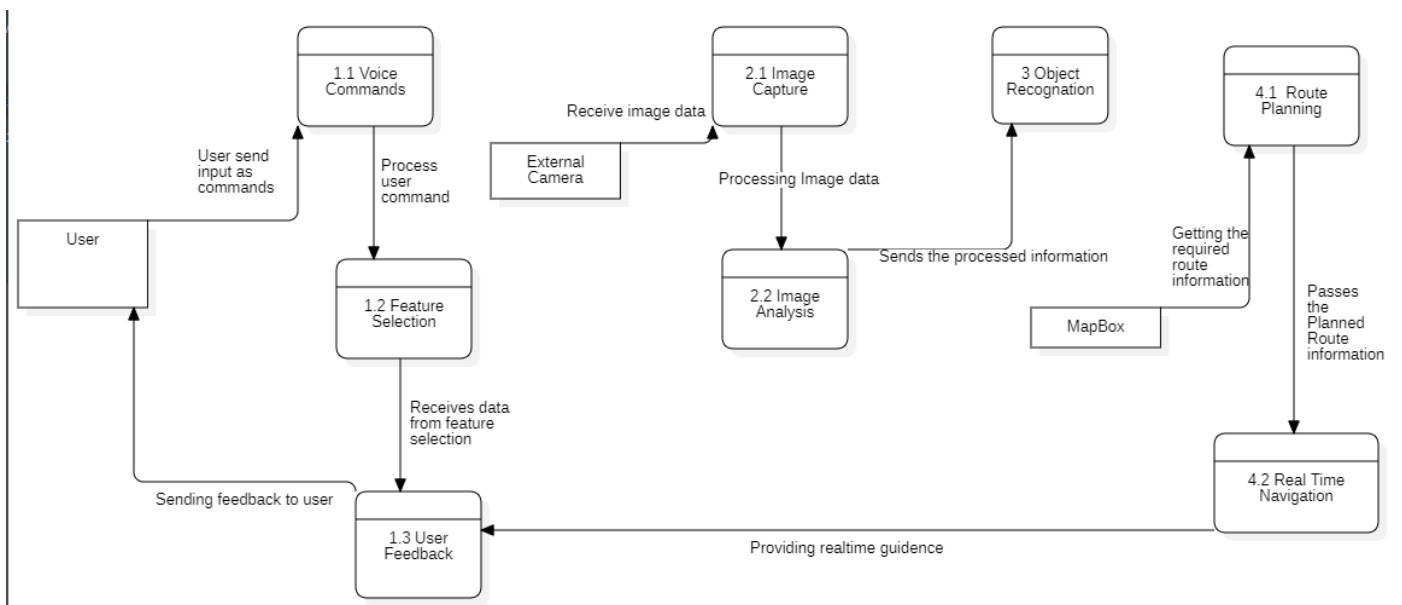 1.1 Voice
Commands
2.1 Image
Capture
3 Object
Recognation
4.1 Route
Planning
Receive image data
User send
input as
commands
Process
user
command
External
Camera
Processing Image data
User
Getting the
required
route
information
Sends the processed information
1.2 Feature
Selection
2.2 Image
Analysis
MapBox
Passes
the
Planned
Route
information
Receives data
from feature
selection
4.2 Real Time
Navigation
Sending feedback to user
1.3 User
Feedback
Providing realtime guidence